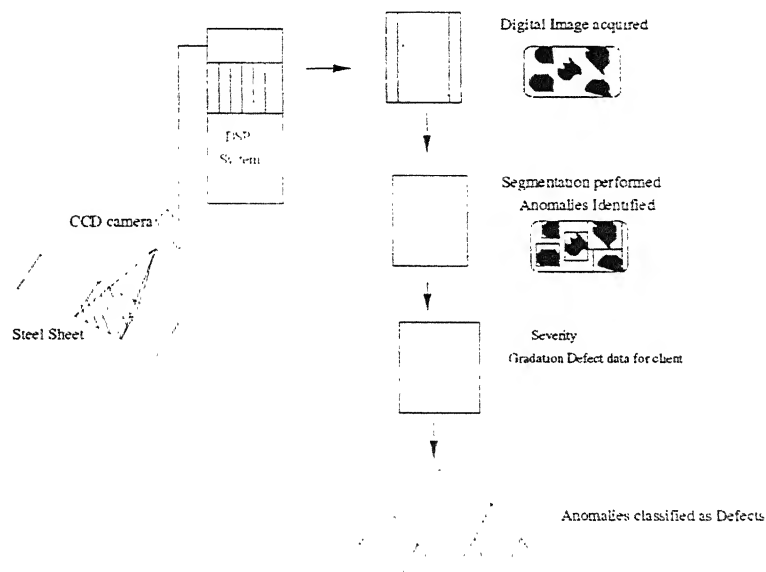 Digital Image acquired
DSP
System
Segmentation performed
Anomalies Identified
CCD camera
Steel Sheet
Severity
Gradation Defect data for client
Anomalies classified as Defects